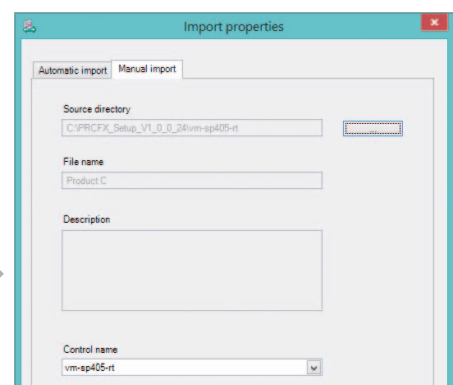 Import properties
Automatic import Manual import
Source directory
C:\PRCFX_Setup_V1_0_0_24\vm-sp405-rt
...
File name
Product C
Description
Control name
vm-sp405-rt